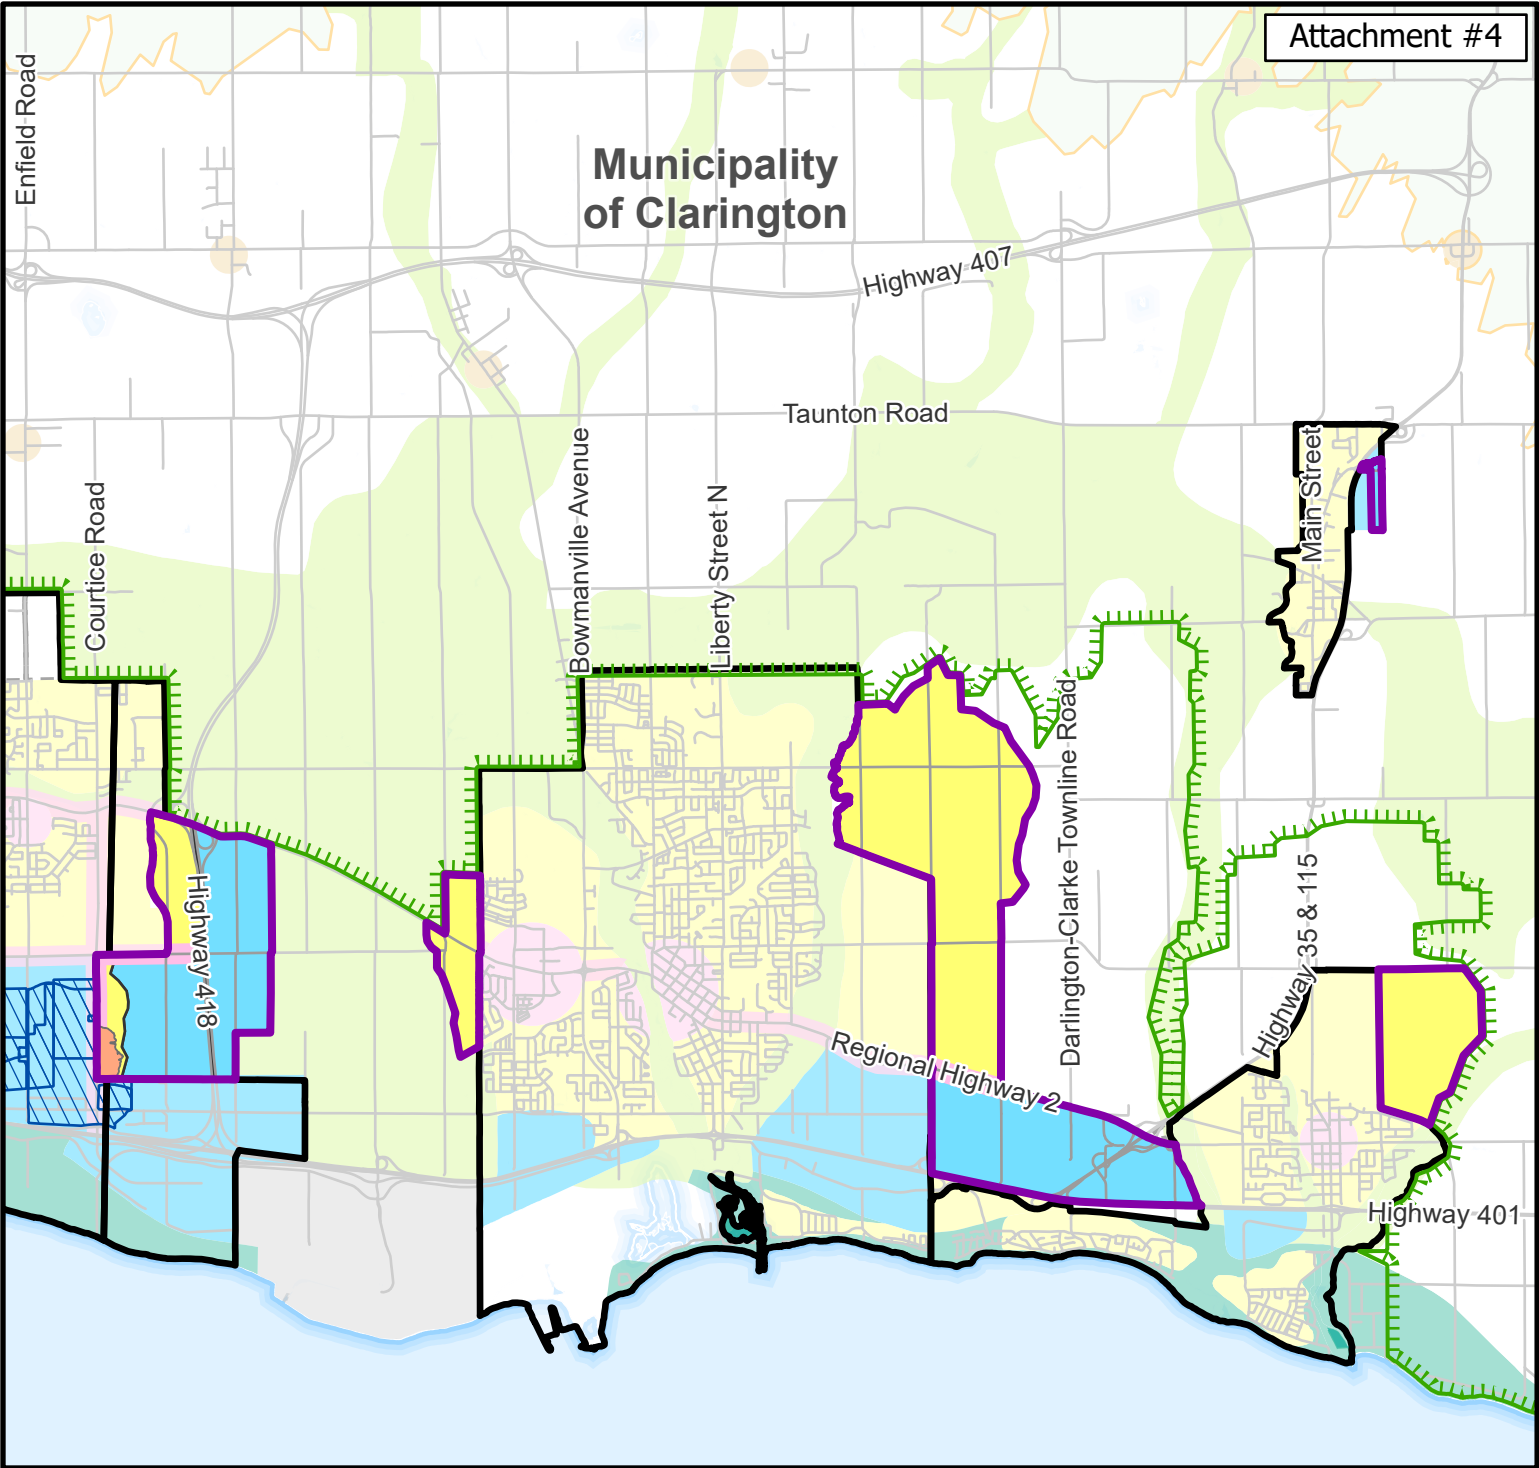 Attachment #4
Enfield Road
Municipality
of Clarington
Highway 407
Taunton Road
Bowmanville Avenue
Main Street
Courtice Road
Liberty Street N
Darlington-Clarke Townline Road
Highway 418
Highway 35 & 115
Regional Highway 2
Highway 401